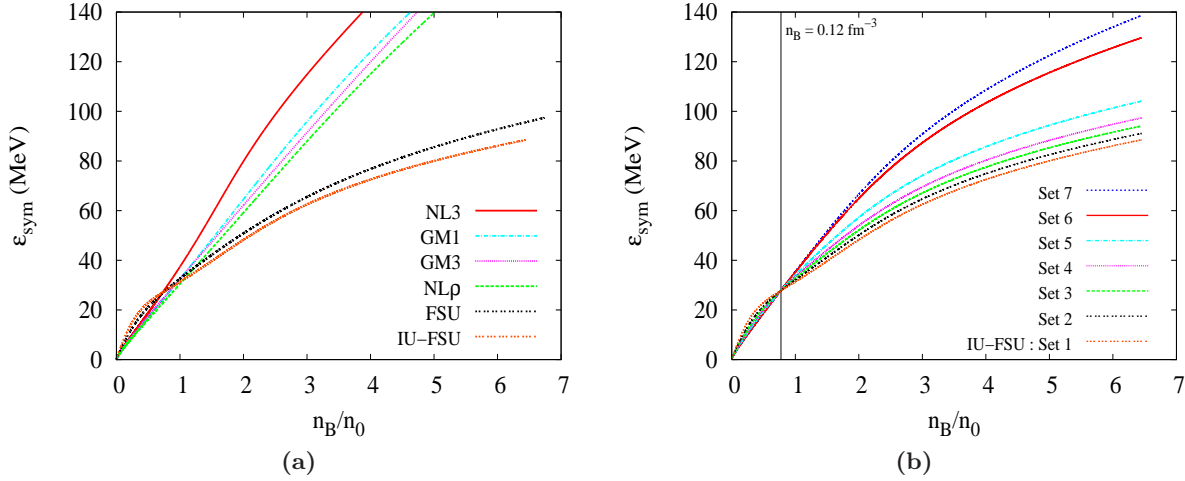 140
120
100
80
60
40
20
0
ε_sym (MeV)
NL3
GM1
GM3
NLρ
FSU
IU−FSU
0 1 2 3 4 5 6 7
n_B/n_0
(a)
140
120
100
80
60
40
20
0
ε_sym (MeV)
n_B = 0.12 fm^−3
Set 7
Set 6
Set 5
Set 4
Set 3
Set 2
IU−FSU : Set 1
0 1 2 3 4 5 6 7
n_B/n_0
(b)